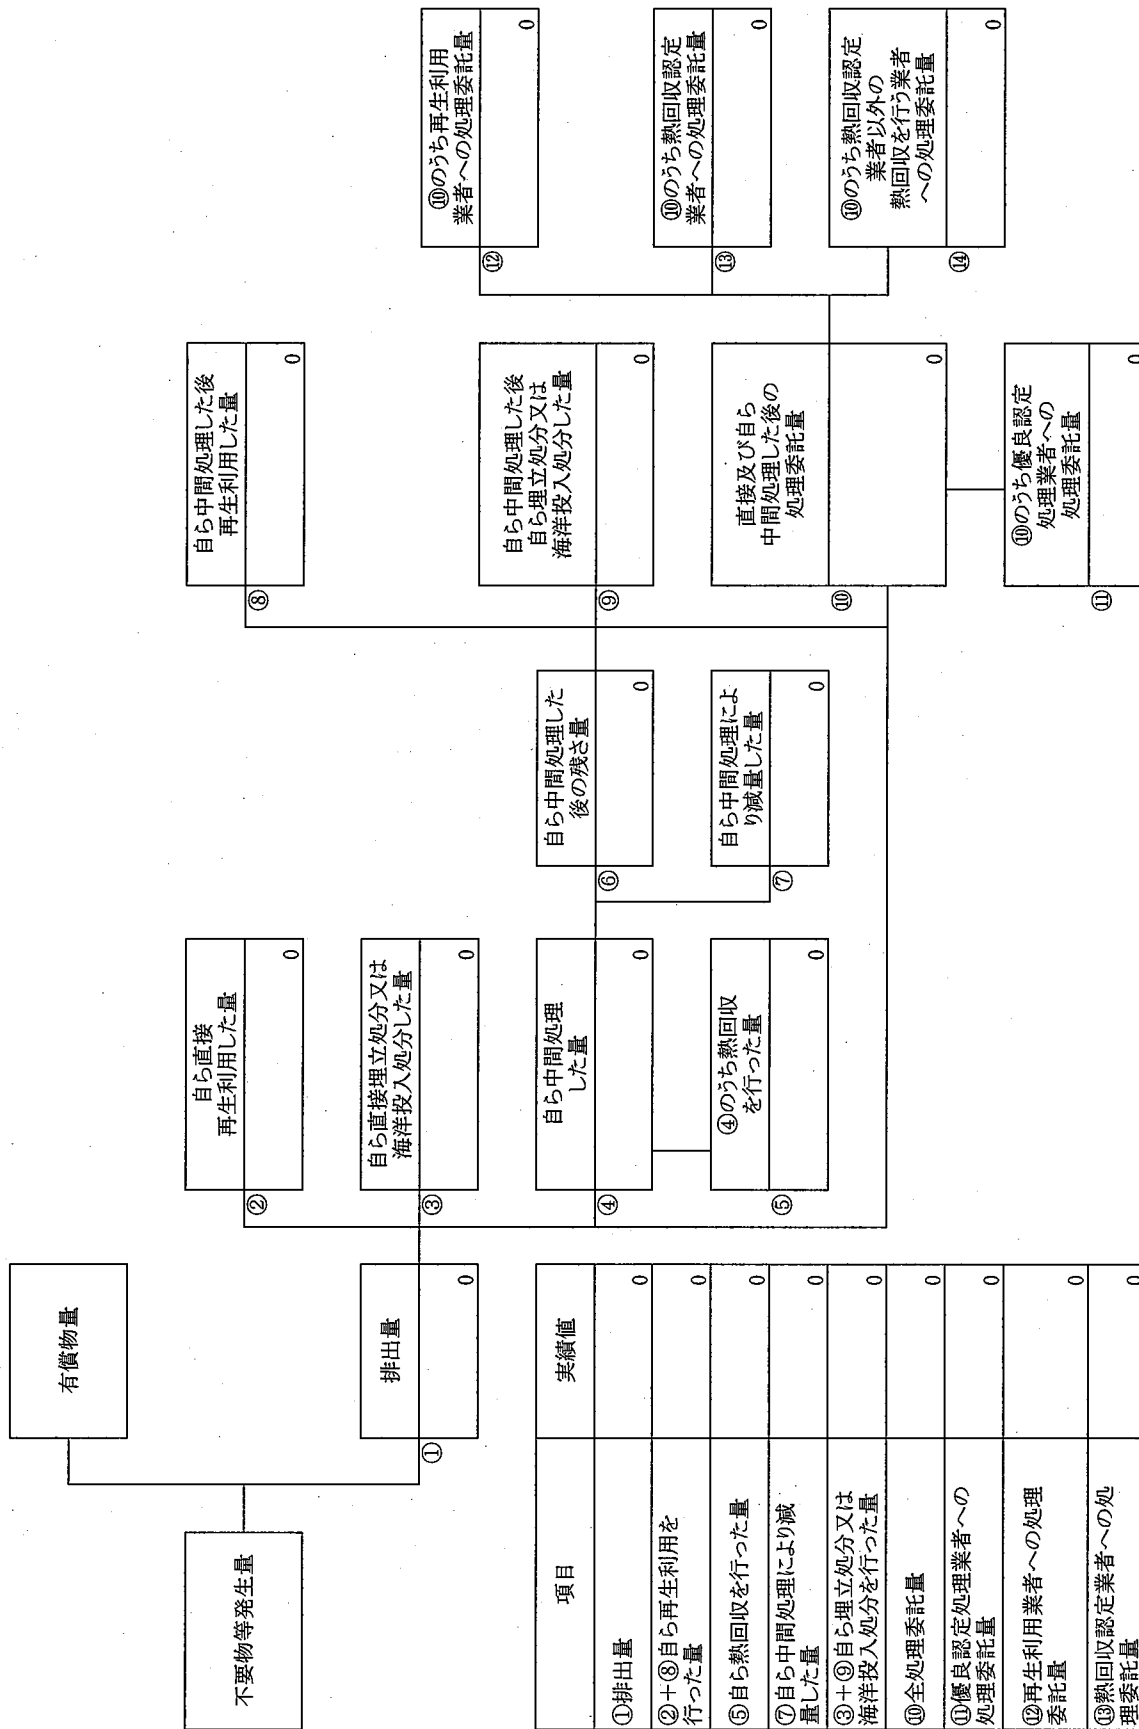 不要物等発生量
有償物量
①
排出量
0
②
自ら直接
再生利用した量
0
③
自ら直接埋立処分又は
海洋投入処分した量
0
④
自ら中間処理
した量
0
⑤
④のうち熱回収
を行った量
0
⑥
自ら中間処理した
後の残さ量
0
⑦
自ら中間処理によ
り減量した量
0
⑧
自ら中間処理した後
再生利用した量
0
⑨
自ら中間処理した後
自ら埋立処分又は
海洋投入処分した量
0
⑩
直接及び自ら
中間処理した後の
処理委託量
0
⑪
⑩のうち優良認定
処理業者への
処理委託量
0
⑫
⑩のうち再生利用
業者への処理委託量
0
⑬
⑩のうち熱回収認定
業者への処理委託量
0
⑭
⑩のうち熱回収認定
業者以外の
熱回収を行う業者
への処理委託量
0
項目 実績値
①排出量 0
②+⑧自ら再生利用を
行った量 0
⑤自ら熱回収を行った量 0
⑦自ら中間処理により減
量した量 0
③+⑨自ら埋立処分又は
海洋投入処分を行った量 0
⑩全処理委託量 0
⑪優良認定処理業者への
処理委託量 0
⑫再生利用業者への処理
委託量 0
⑬熱回収認定業者への処
理委託量 0